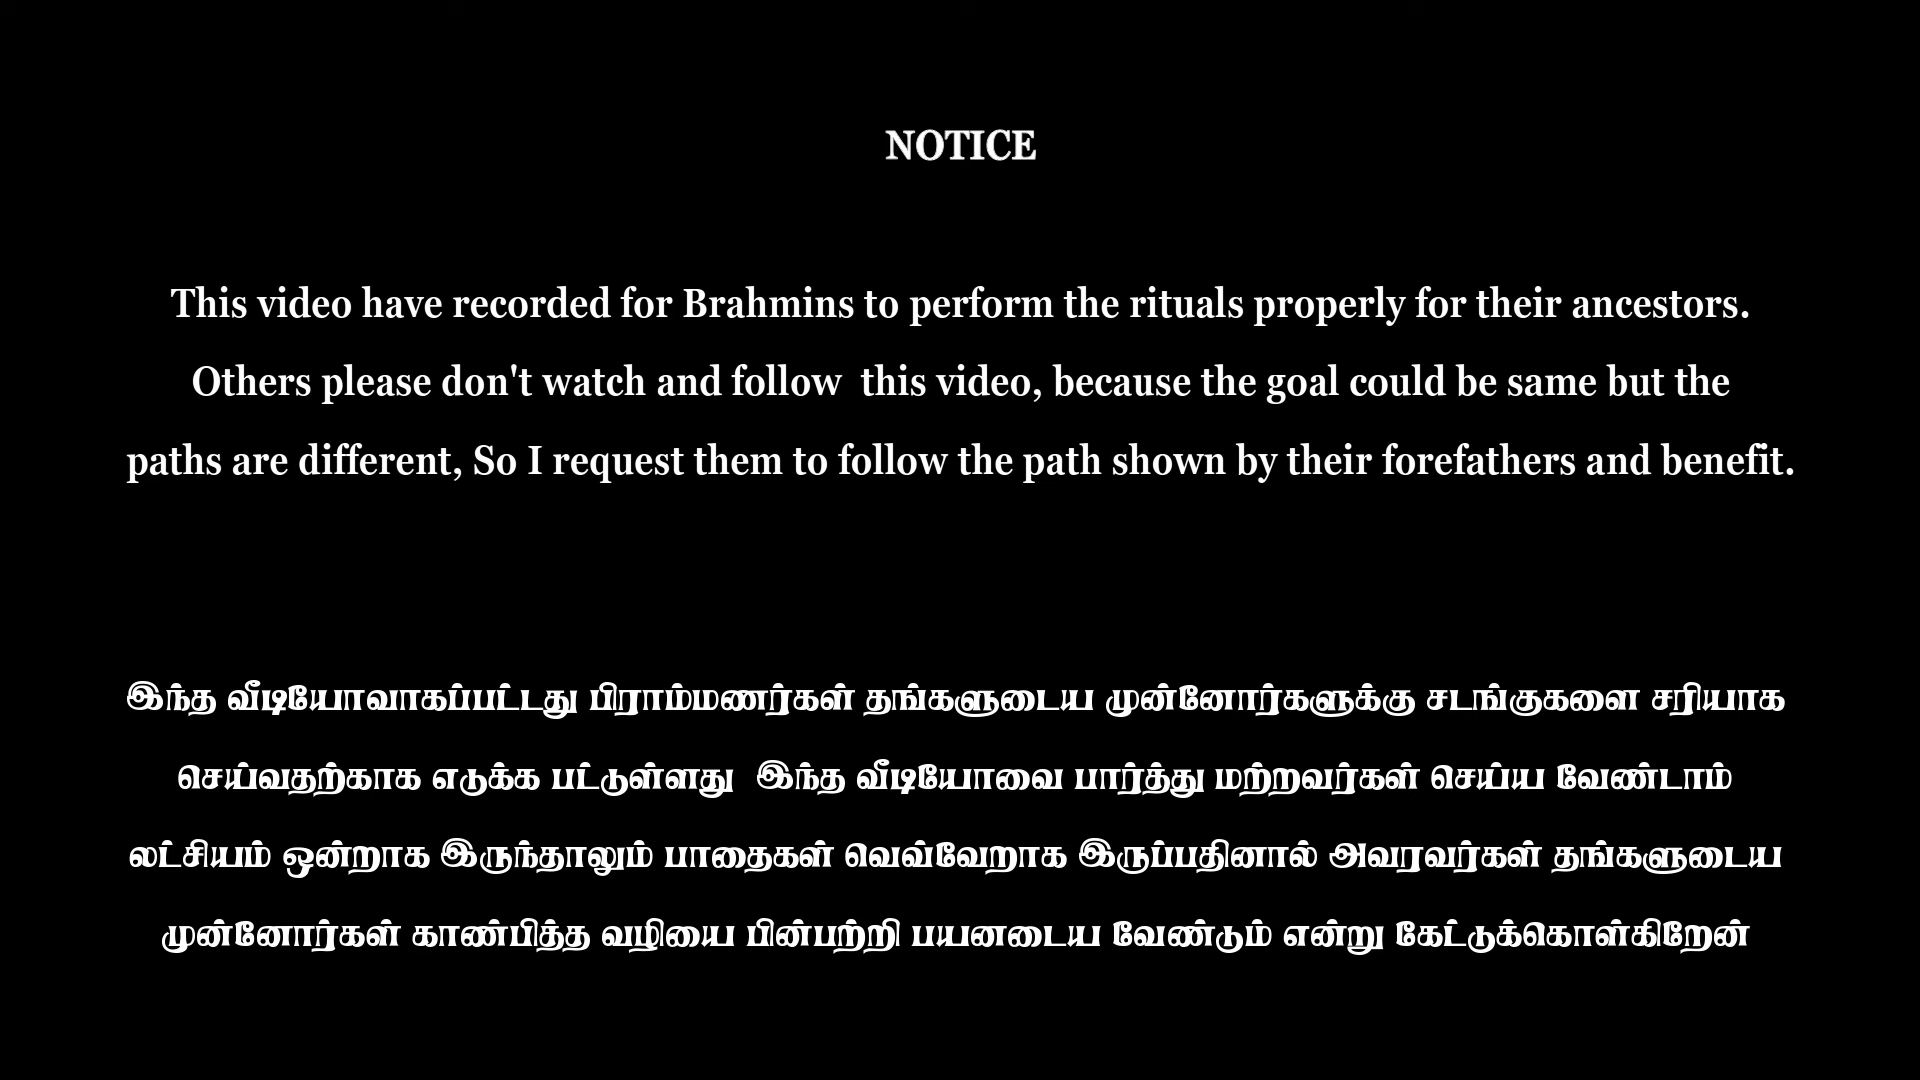 NOTICE
This video have recorded for Brahmins to perform the rituals properly for their ancestors.
Others please don't watch and follow  this video, because the goal could be same but the
paths are different, So I request them to follow the path shown by their forefathers and benefit.
இந்த வீடியோவாகப்பட்டது பிராம்மணர்கள் தங்களுடைய முன்னோர்களுக்கு சடங்குகளை சரியாக
செய்வதற்காக எடுக்க பட்டுள்ளது  இந்த வீடியோவை பார்த்து மற்றவர்கள் செய்ய வேண்டாம்
லட்சியம் ஒன்றாக இருந்தாலும் பாதைகள் வெவ்வேறாக இருப்பதினால் அவரவர்கள் தங்களுடைய
முன்னோர்கள் காண்பித்த வழியை பின்பற்றி பயனடைய வேண்டும் என்று கேட்டுக்கொள்கிறேன்